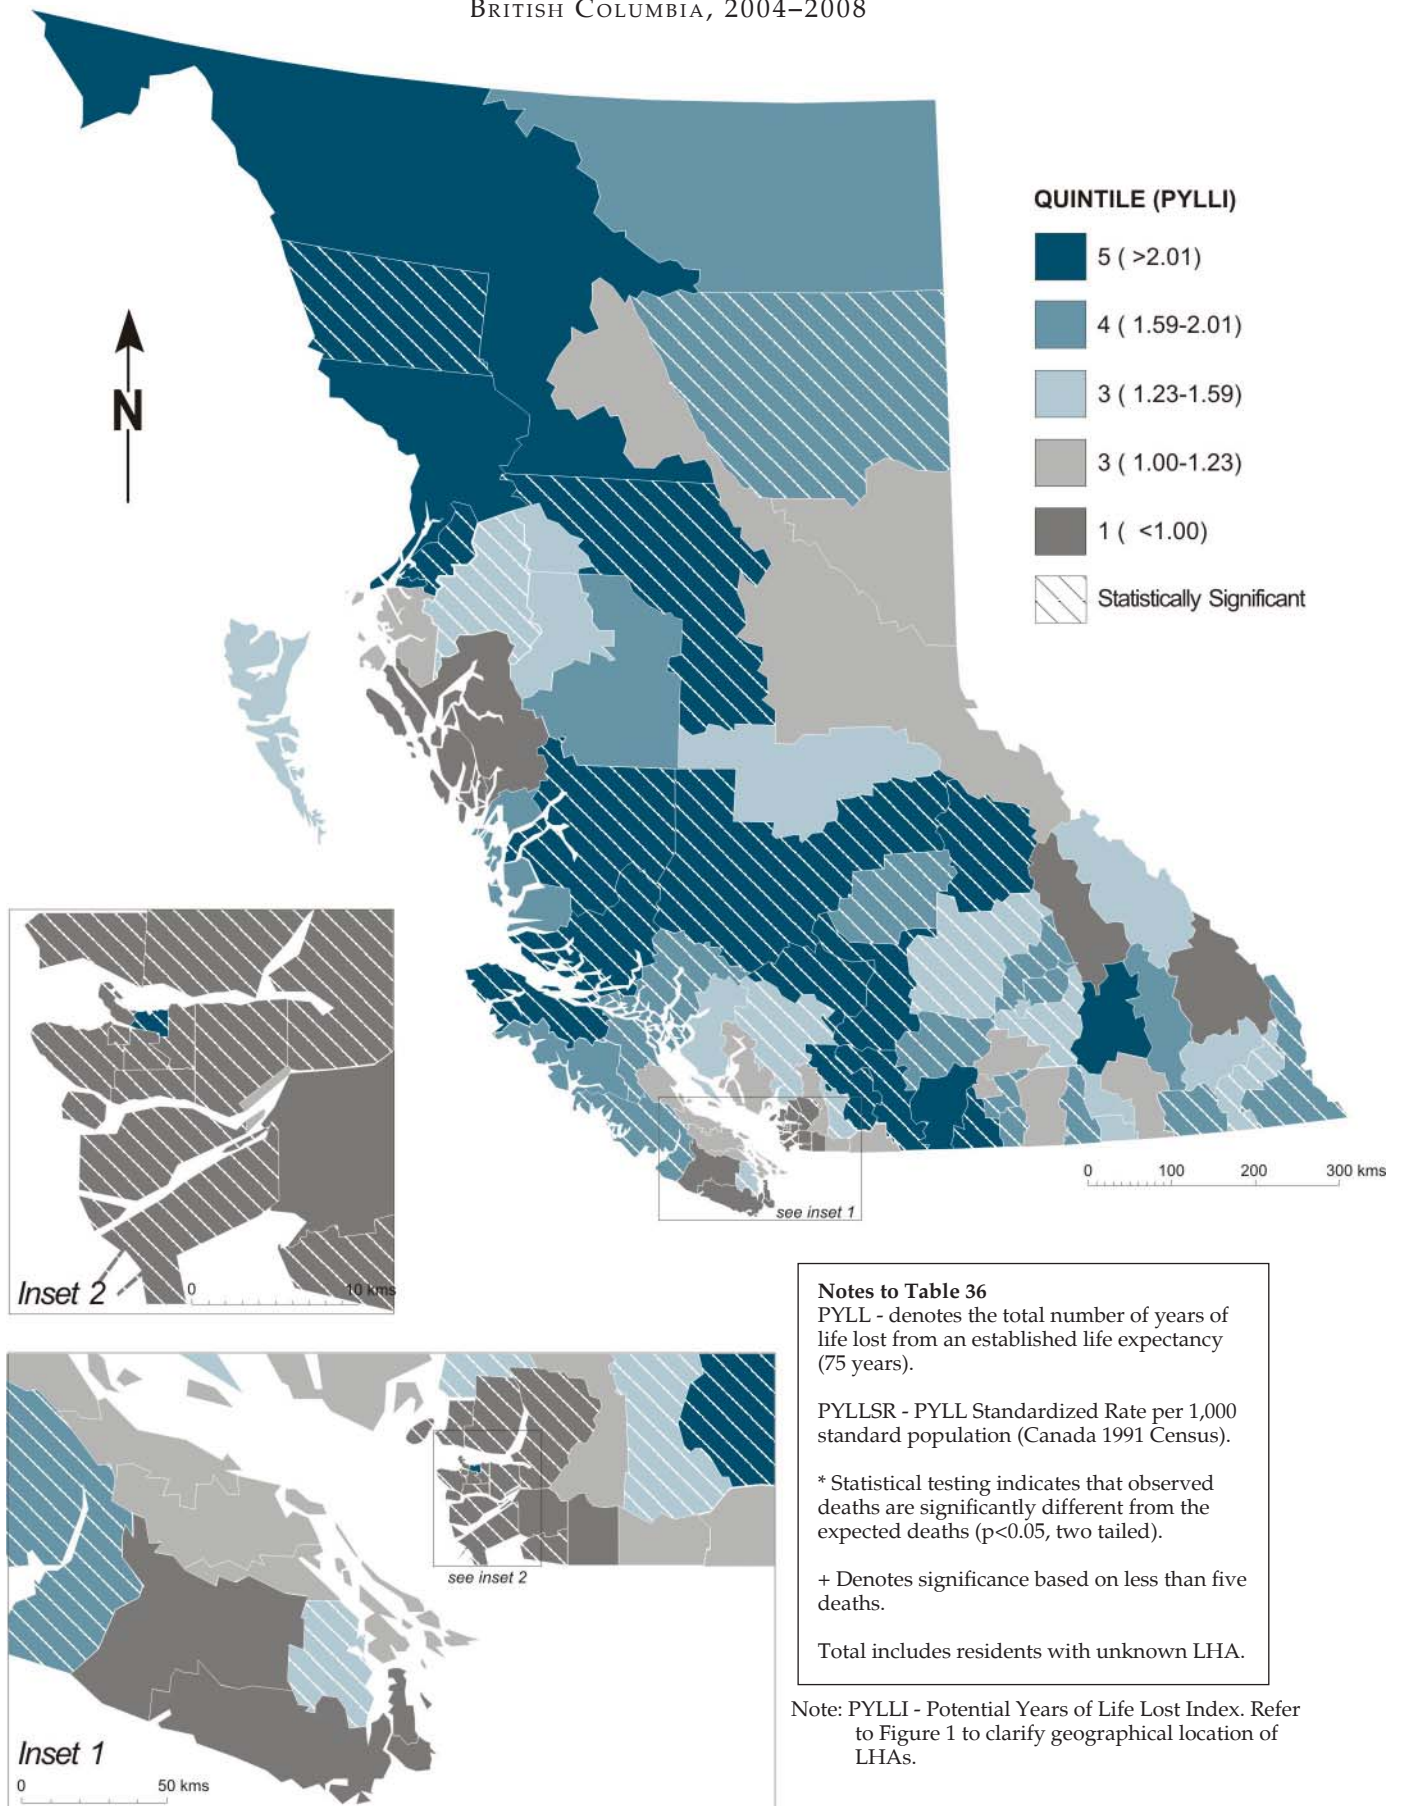 BRITISH COLUMBIA, 2004–2008
QUINTILE (PYLLI)
5 ( >2.01)
4 ( 1.59-2.01)
3 ( 1.23-1.59)
3 ( 1.00-1.23)
1 ( <1.00)
Statistically Significant
N
0 100 200 300 kms
see inset 1
Inset 2
0 10 kms
Notes to Table 36
PYLL - denotes the total number of years of
life lost from an established life expectancy
(75 years).
PYLLSR - PYLL Standardized Rate per 1,000
standard population (Canada 1991 Census).
* Statistical testing indicates that observed
deaths are significantly different from the
expected deaths (p<0.05, two tailed).
+ Denotes significance based on less than five
deaths.
Total includes residents with unknown LHA.
see inset 2
Inset 1
0 50 kms
Note: PYLLI - Potential Years of Life Lost Index. Refer
to Figure 1 to clarify geographical location of
LHAs.